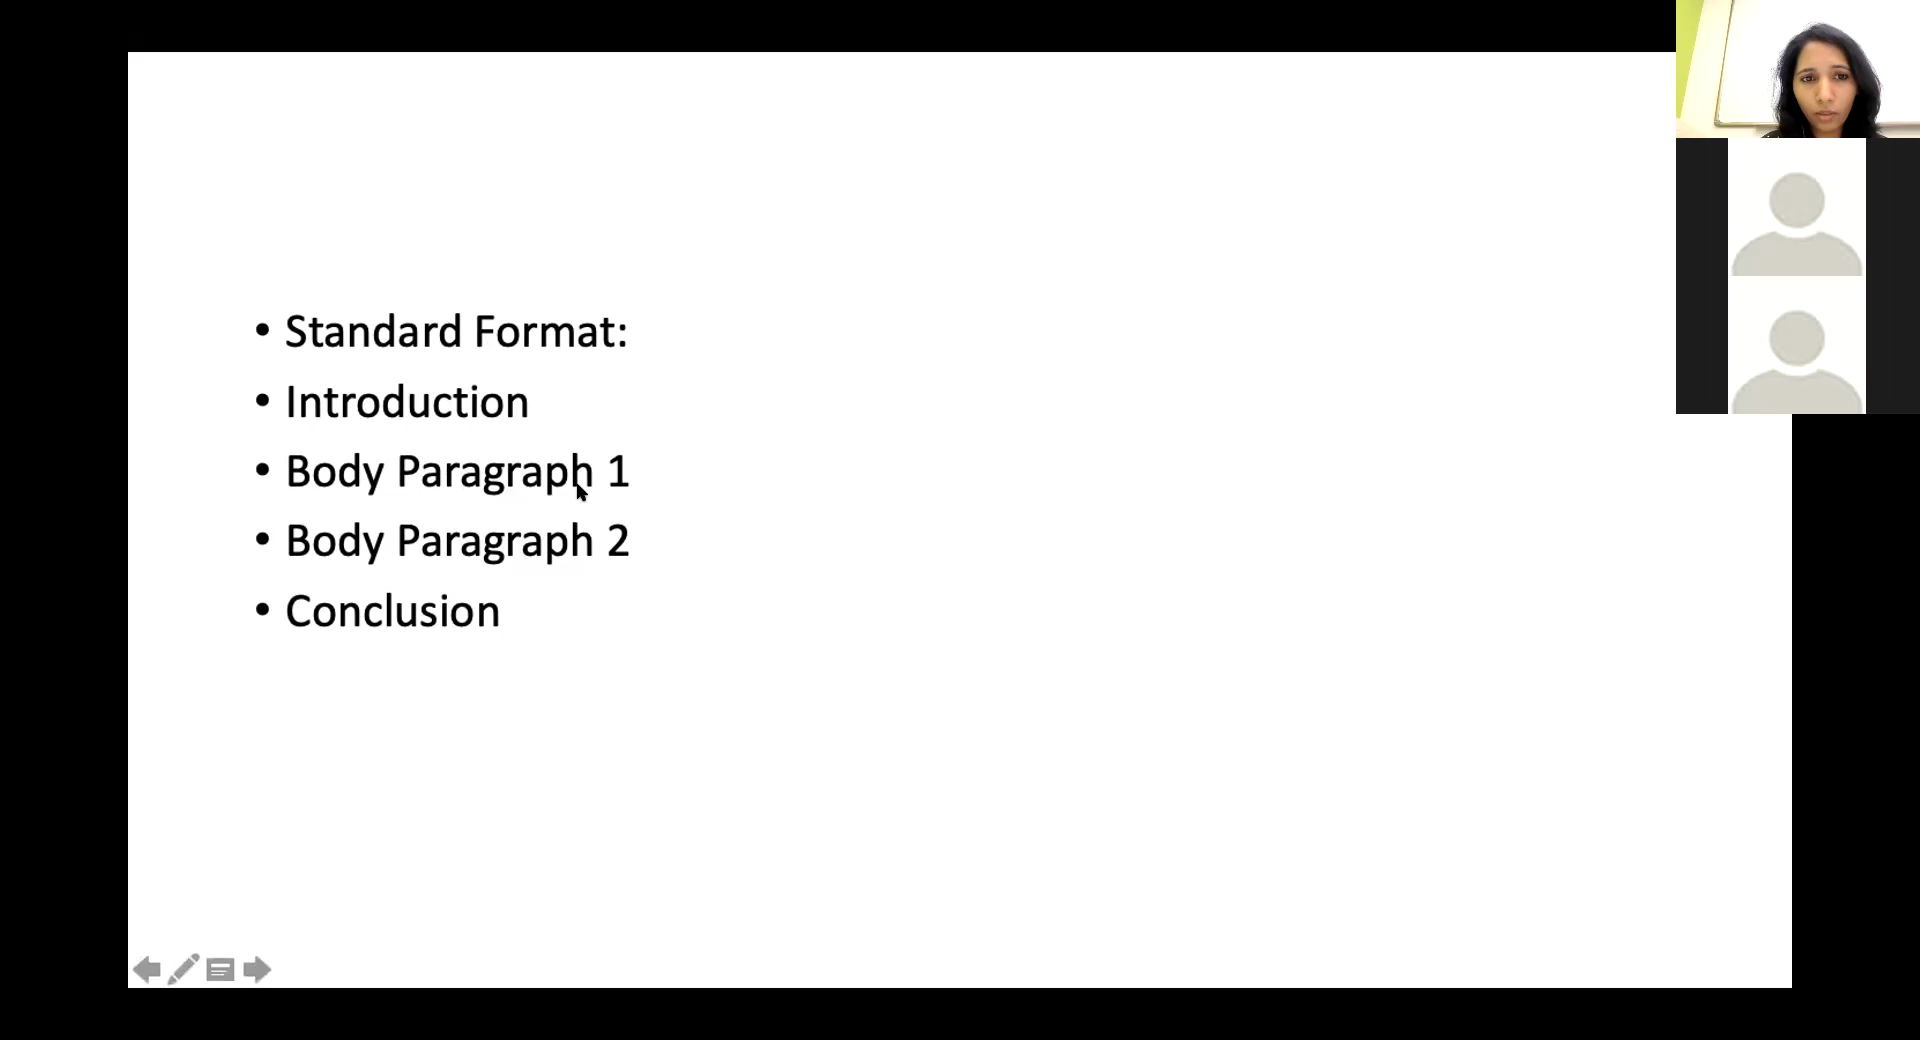 • Standard Format:
• Introduction
• Body Paragraph 1
• Body Paragraph 2
• Conclusion